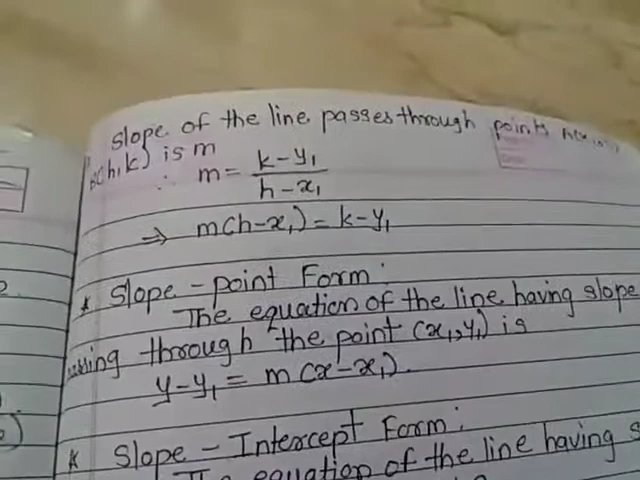 Slope of the line passes through points
B(h,k) is m
∴ m = k-y₁ / h-x₁
⇒ m(h-x₁) = k-y₁
* Slope-point Form:
The equation of the line having slope
passing through the point (x₁,y₁) is
y-y₁ = m(x-x₁).
* Slope-Intercept Form:
The equation of the line having